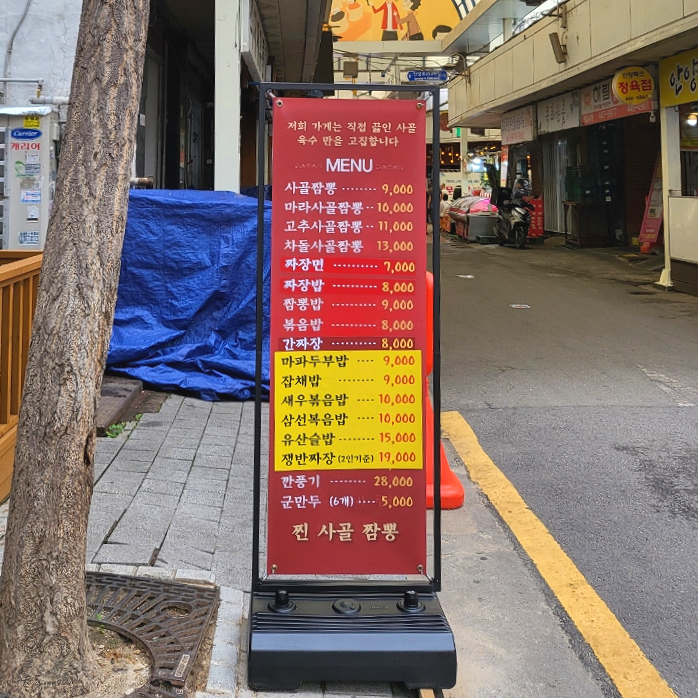 저희 가게는 직접 끓인 사골
육수 만을 고집합니다
MENU
사골짬뽕 ········ 9,000
마라사골짬뽕·· 10,000
고추사골짬뽕·· 11,000
차돌사골짬뽕 13,000
짜장면 ·········· 7,000
짜장밥 ·········· 8,000
짬뽕밥 ·········· 9,000
볶음밥 ·········· 8,000
간짜장 ·········· 8,000
마파두부밥 ···· 9,000
잡채밥 ········ 9,000
새우볶음밥 ···· 10,000
삼선복음밥 ···· 10,000
유산슬밥 ········ 15,000
쟁반짜장 (2인기준) 19,000
깐풍기 ········ 28,000
군만두 (6개) ···· 5,000
찐 사골 짬뽕
Carrier
캐리어
정육점
안양